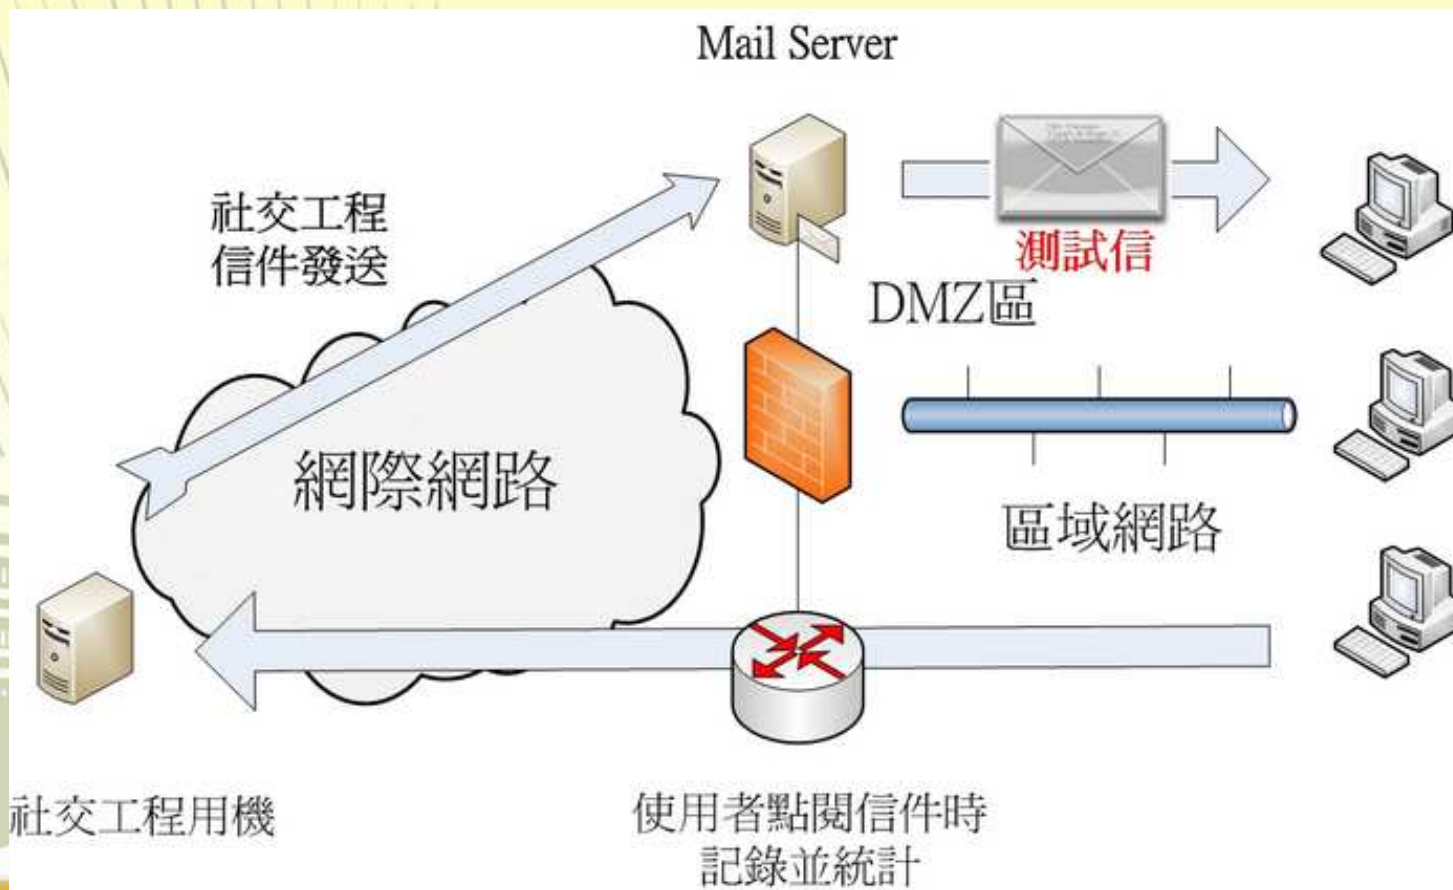 Mail Server
社交工程
信件發送
測試信
DMZ區
網際網路
區域網路
社交工程用機
使用者點閱信件時
記錄並統計